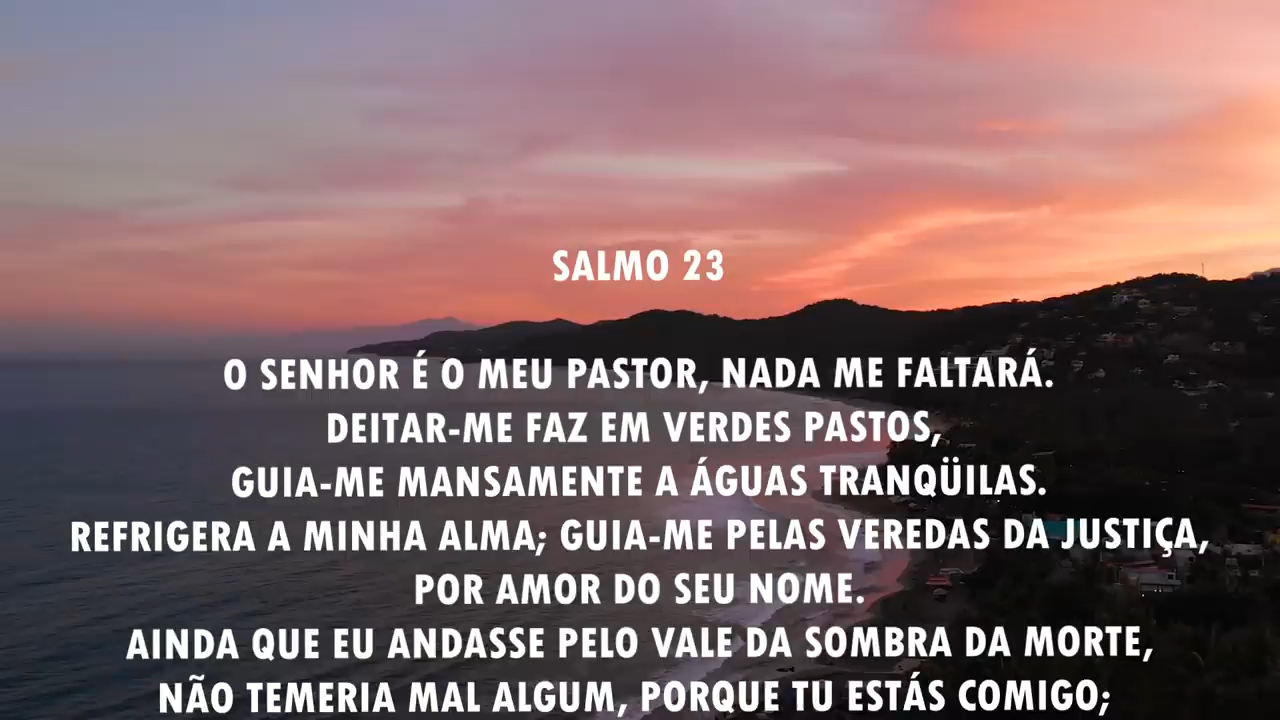 SALMO 23
O SENHOR É O MEU PASTOR, NADA ME FALTARÁ.
DEITAR-ME FAZ EM VERDES PASTOS,
GUIA-ME MANSAMENTE A ÁGUAS TRANQÜILAS.
REFRIGERA A MINHA ALMA; GUIA-ME PELAS VEREDAS DA JUSTIÇA,
POR AMOR DO SEU NOME.
AINDA QUE EU ANDASSE PELO VALE DA SOMBRA DA MORTE,
NÃO TEMERIA MAL ALGUM, PORQUE TU ESTÁS COMIGO;